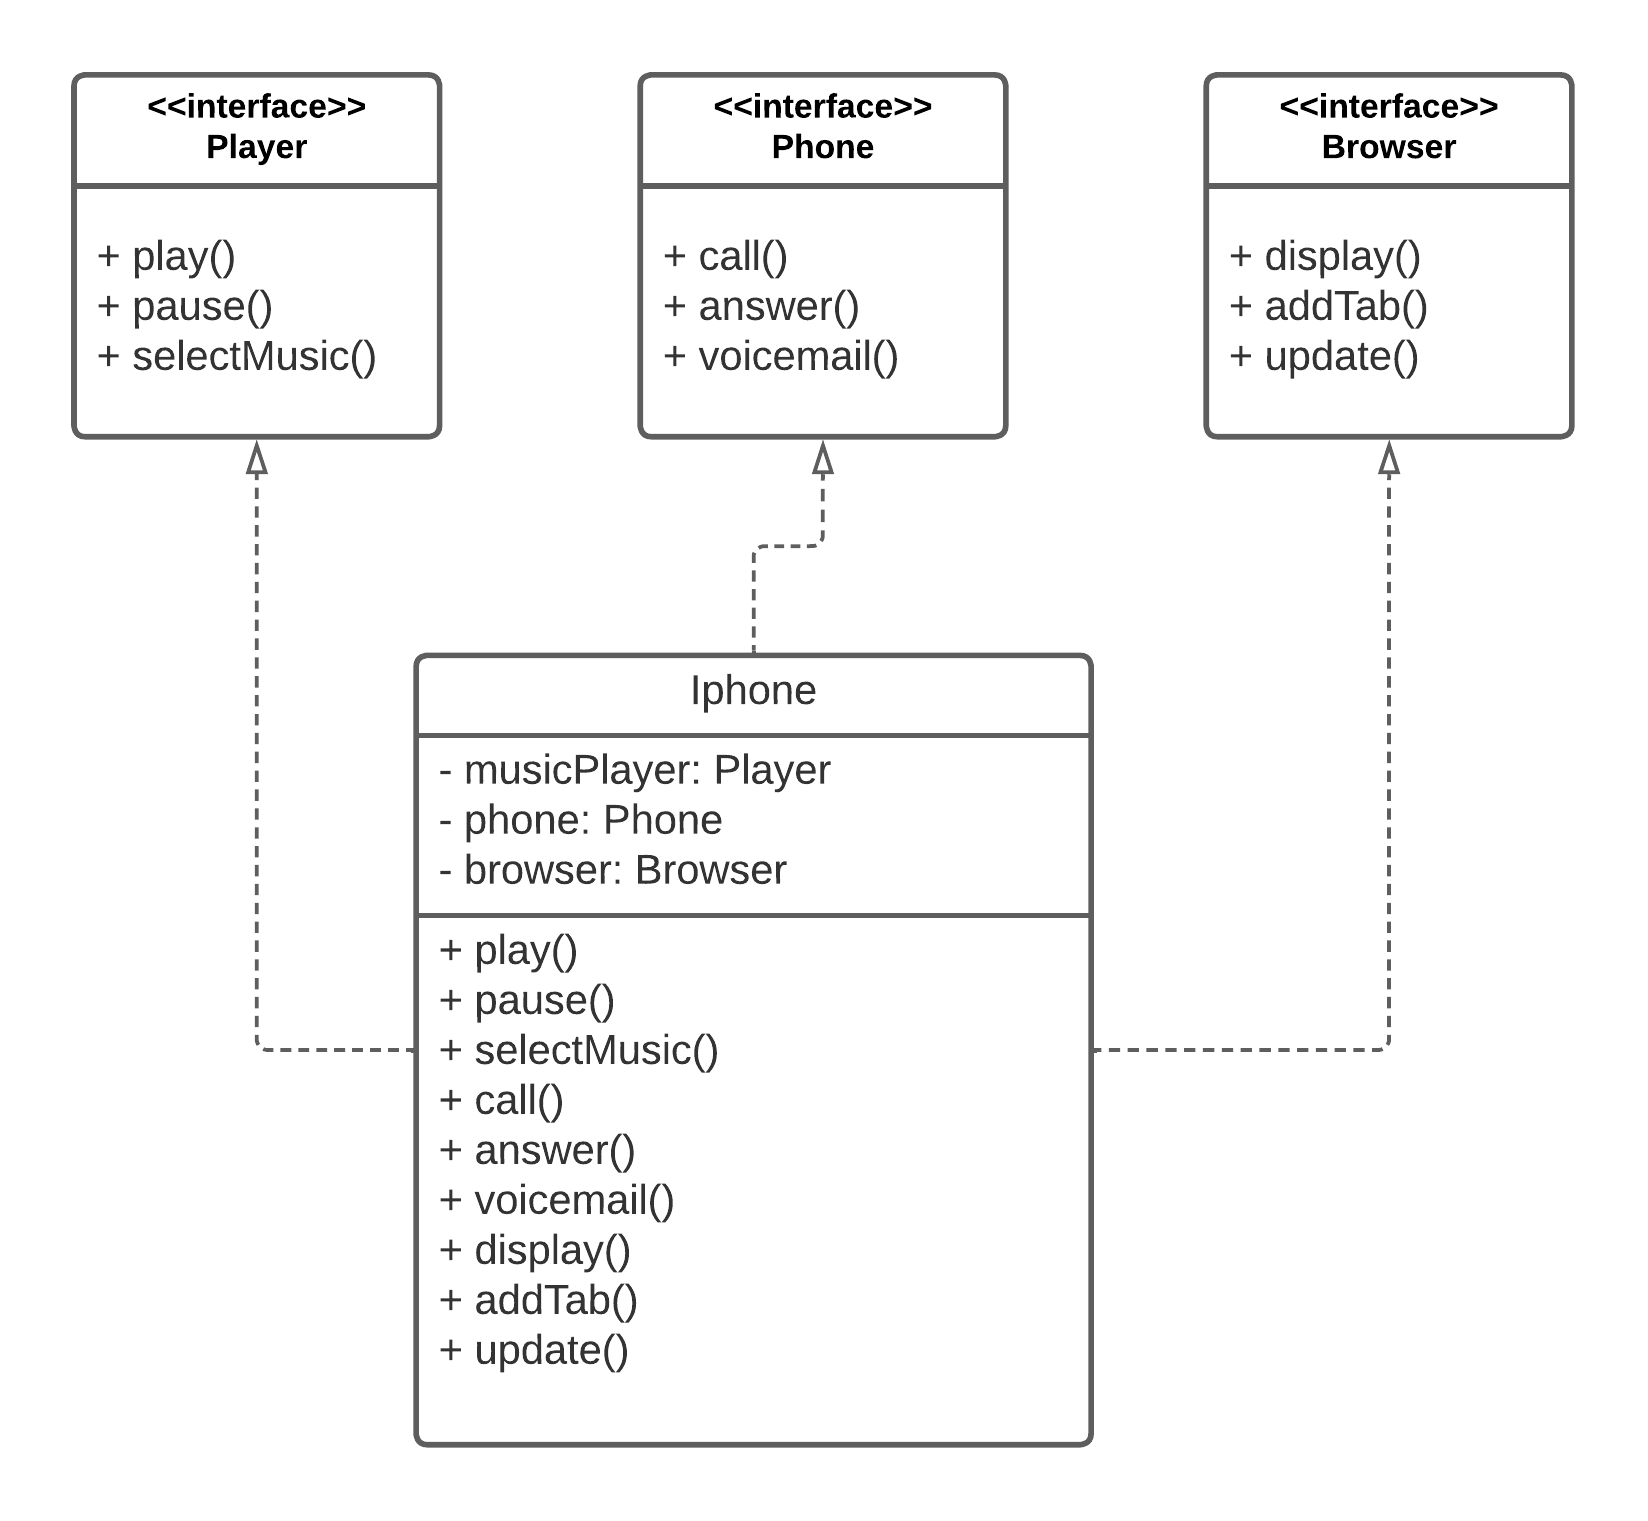 <<interface>>
Player
+ play()
+ pause()
+ selectMusic()
<<interface>>
Phone
+ call()
+ answer()
+ voicemail()
<<interface>>
Browser
+ display()
+ addTab()
+ update()
Iphone
- musicPlayer: Player
- phone: Phone
- browser: Browser
+ play()
+ pause()
+ selectMusic()
+ call()
+ answer()
+ voicemail()
+ display()
+ addTab()
+ update()